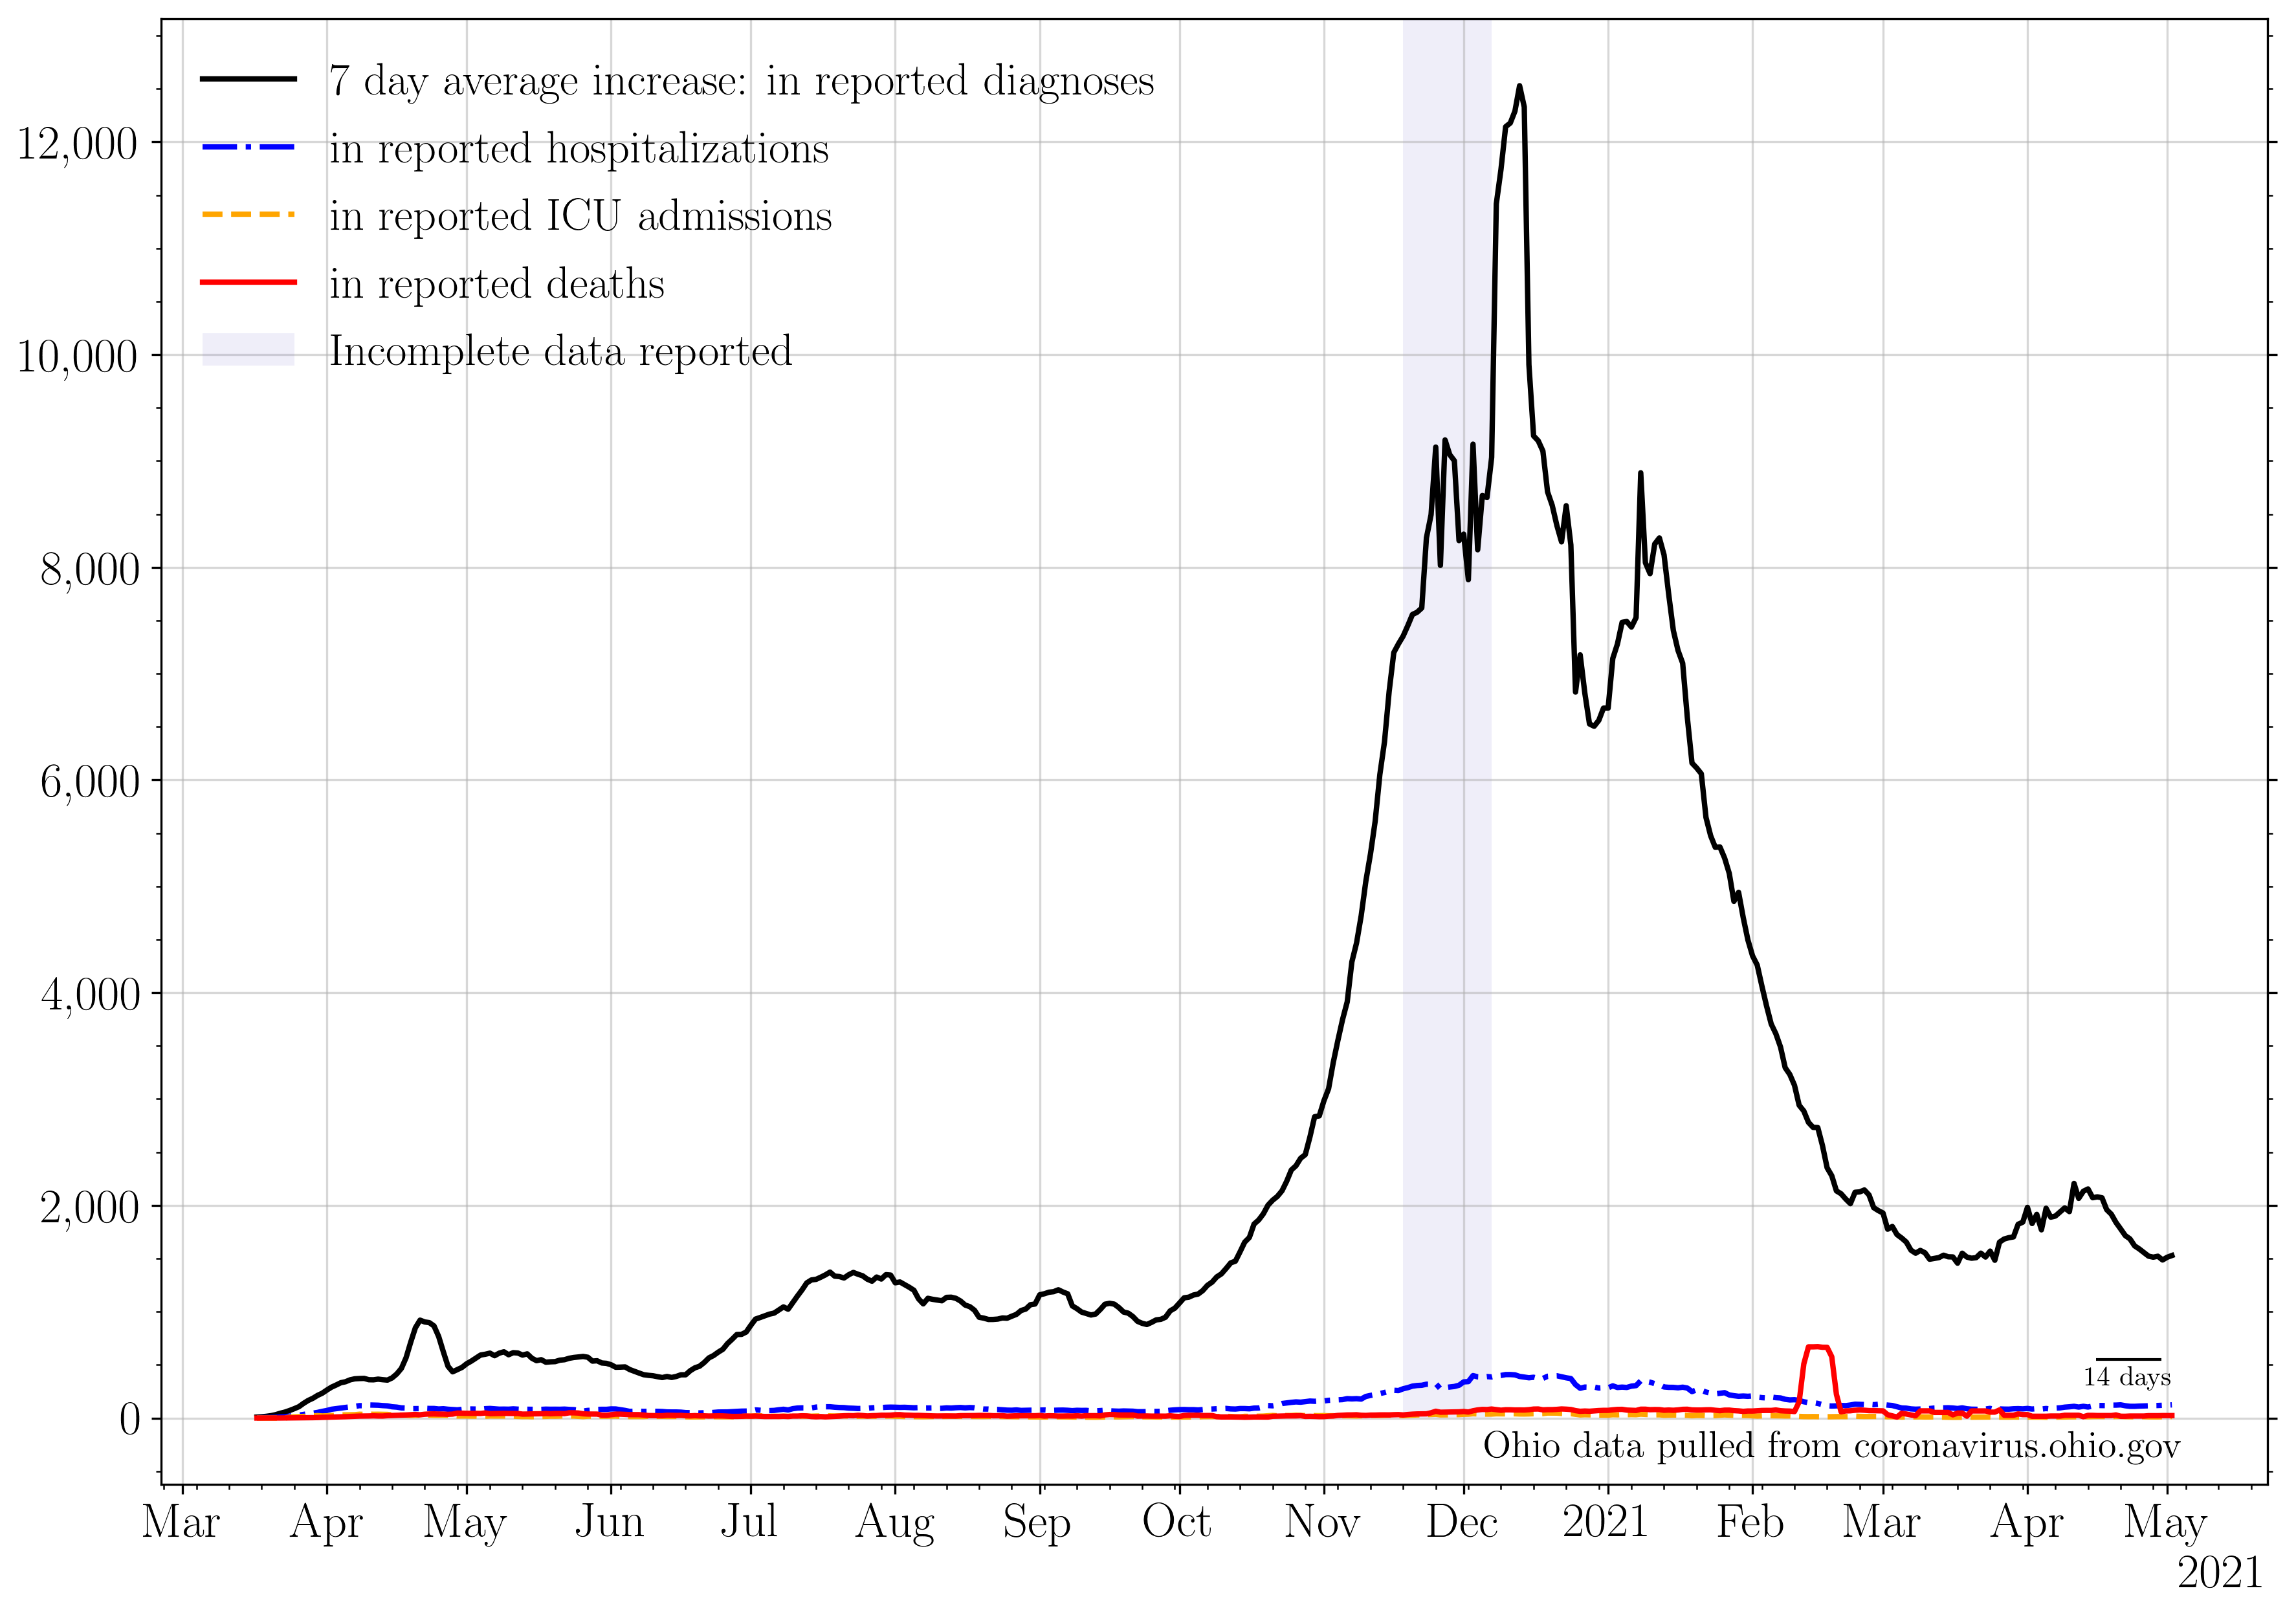 7 day average increase: in reported diagnoses
in reported hospitalizations
in reported ICU admissions
in reported deaths
Incomplete data reported
12,000
10,000
8,000
6,000
4,000
2,000
0
14 days
Ohio data pulled from coronavirus.ohio.gov
Mar Apr May Jun Jul Aug Sep Oct Nov Dec 2021 Feb Mar Apr May
2021